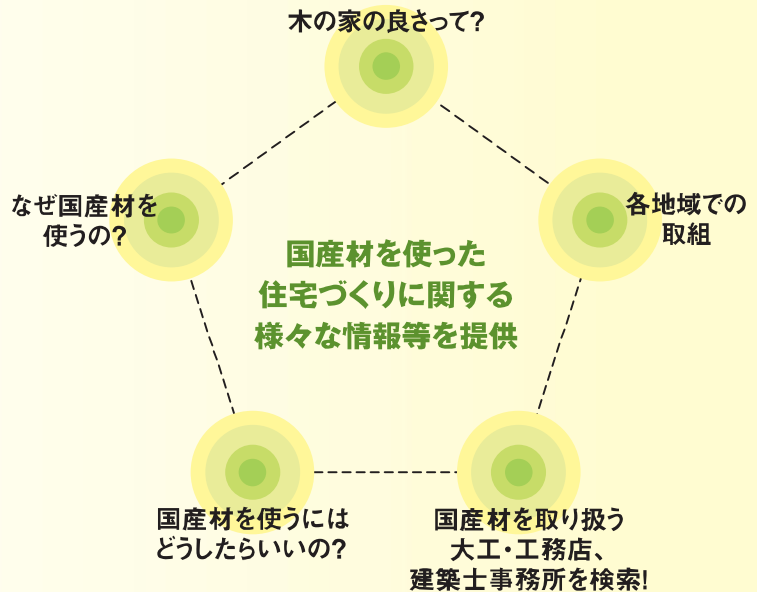 木の家の良さって?
なぜ国産材を
使うの?
各地域での
取組
国産材を使った
住宅づくりに関する
様々な情報等を提供
国産材を使うには
どうしたらいいの?
国産材を取り扱う
大工・工務店、
建築士事務所を検索!